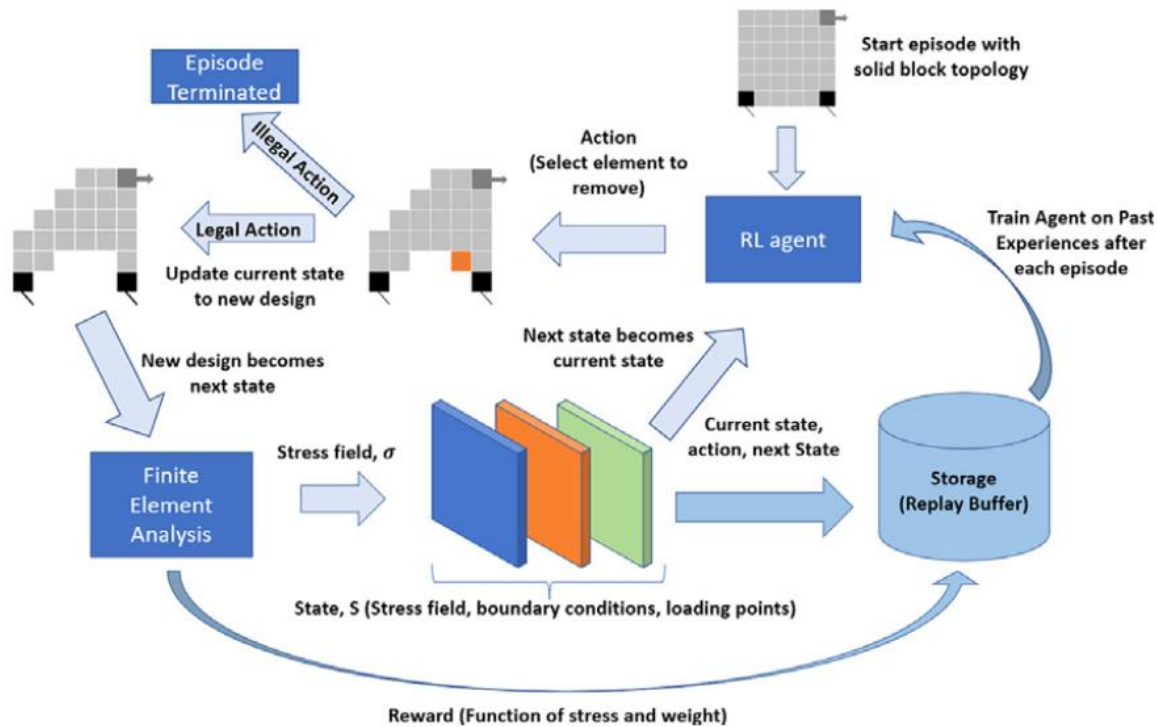 Start episode with
solid block topology
Episode
Terminated
Illegal Action
Action
(Select element to
remove)
Legal Action
Update current state
to new design
RL agent
Train Agent on Past
Experiences after
each episode
New design becomes
next state
Next state becomes
current state
Finite
Element
Analysis
Stress field, σ
Current state,
action, next State
Storage
(Replay Buffer)
State, S (Stress field, boundary conditions, loading points)
Reward (Function of stress and weight)